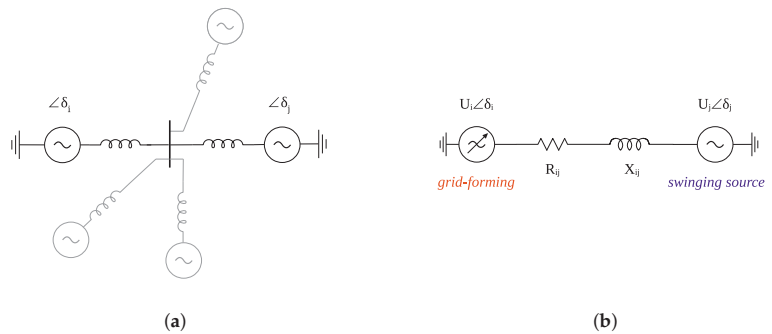 ∠δi ∠δj
(a)
Ui∠δi Uj∠δj
Rij Xij
grid-forming swinging source
(b)